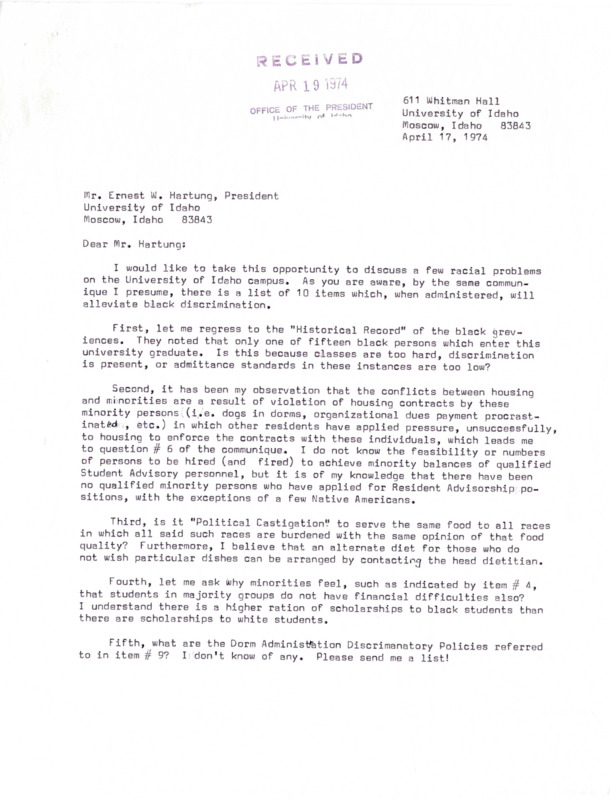 RECEIVED
APR 19 1974
OFFICE OF THE PRESIDENT
University of Idaho
611 Whitman Hall
University of Idaho
Moscow, Idaho 83843
April 17, 1974
Mr. Ernest W. Hartung, President
University of Idaho
Moscow, Idaho 83843
Dear Mr. Hartung:
I would like to take this opportunity to discuss a few racial problems
on the University of Idaho campus. As you are aware, by the same commun-
ique I presume, there is a list of 10 items which, when administered, will
alleviate black discrimination.
First, let me regress to the "Historical Record" of the black grev-
iences. They noted that only one of fifteen black persons which enter this
university graduate. Is this because classes are too hard, discrimination
is present, or admittance standards in these instances are too low?
Second, it has been my observation that the conflicts between housing
and minorities are a result of violation of housing contracts by these
minority persons (i.e. dogs in dorms, organizational dues payment procrast-
inated , etc.) in which other residents have applied pressure, unsuccessfully,
to housing to enforce the contracts with these individuals, which leads me
to question # 6 of the communique. I do not know the feasibility or numbers
of persons to be hired (and fired) to achieve minority balances of qualified
Student Advisory personnel, but it is of my knowledge that there have been
no qualified minority persons who have applied for Resident Advisorship po-
sitions, with the exceptions of a few Native Americans.
Third, is it "Political Castigation" to serve the same food to all races
in which all said such races are burdened with the same opinion of that food
quality? Furthermore, I believe that an alternate diet for those who do
not wish particular dishes can be arranged by contacting the head dietitian.
Fourth, let me ask why minorities feel, such as indicated by item # 4,
that students in majority groups do not have financial difficulties also?
I understand there is a higher ration of scholarships to black students than
there are scholarships to white students.
Fifth, what are the Dorm Administation Discrimanatory Policies referred
to in item # 9? I don't know of any. Please send me a list!